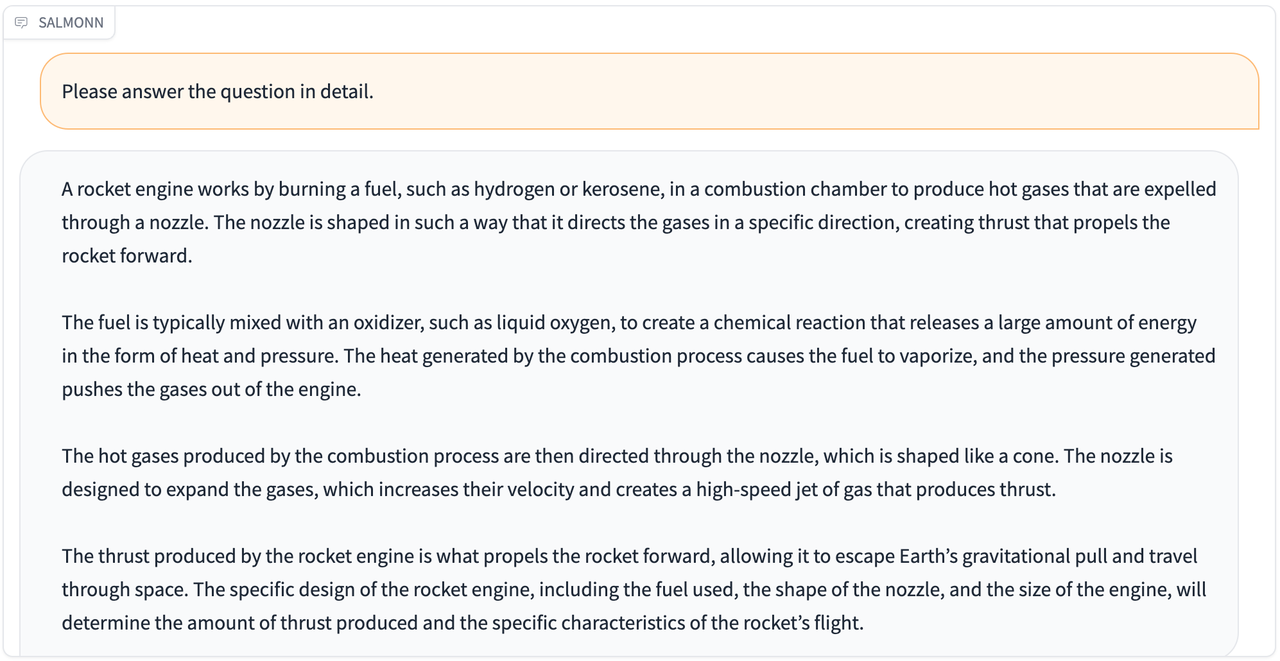 SALMONN
Please answer the question in detail.
A rocket engine works by burning a fuel, such as hydrogen or kerosene, in a combustion chamber to produce hot gases that are expelled
through a nozzle. The nozzle is shaped in such a way that it directs the gases in a specific direction, creating thrust that propels the
rocket forward.
The fuel is typically mixed with an oxidizer, such as liquid oxygen, to create a chemical reaction that releases a large amount of energy
in the form of heat and pressure. The heat generated by the combustion process causes the fuel to vaporize, and the pressure generated
pushes the gases out of the engine.
The hot gases produced by the combustion process are then directed through the nozzle, which is shaped like a cone. The nozzle is
designed to expand the gases, which increases their velocity and creates a high-speed jet of gas that produces thrust.
The thrust produced by the rocket engine is what propels the rocket forward, allowing it to escape Earth’s gravitational pull and travel
through space. The specific design of the rocket engine, including the fuel used, the shape of the nozzle, and the size of the engine, will
determine the amount of thrust produced and the specific characteristics of the rocket’s flight.